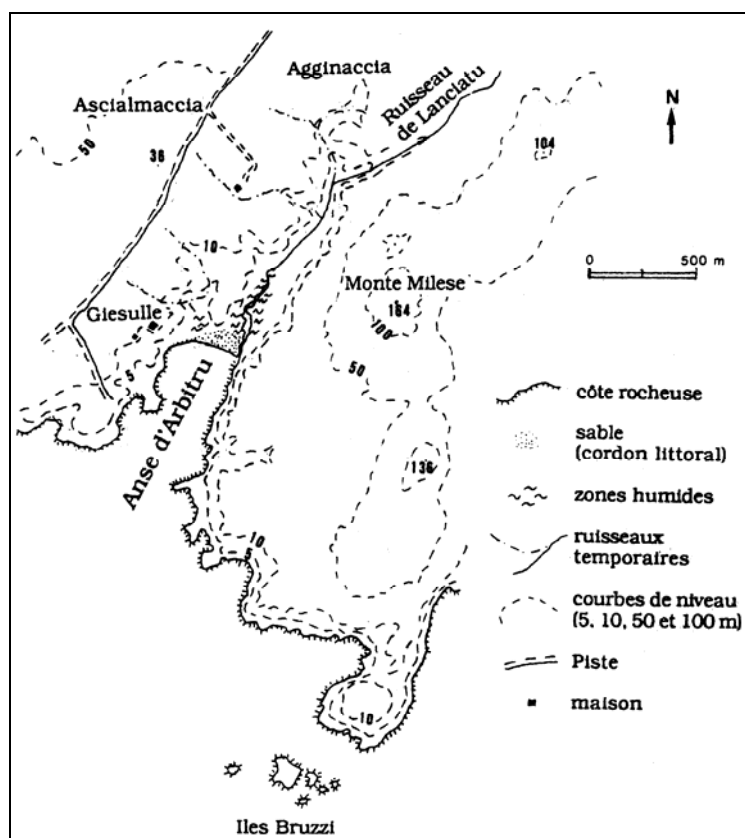 Agginaccia
Ascialmaccia
Ruisseau
de Lanciatu
N
50
36
104
0 500 m
10
Monte Milese
164
100
Giesulle
5
50
Anse d'Arbitru
136
10
5
10
côte rocheuse
sable
(cordon littoral)
zones humides
ruisseaux
temporaires
courbes de niveau
(5, 10, 50 et 100 m)
Piste
maison
Iles Bruzzi